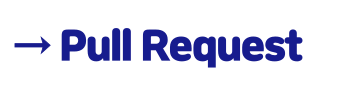 → Pull Request